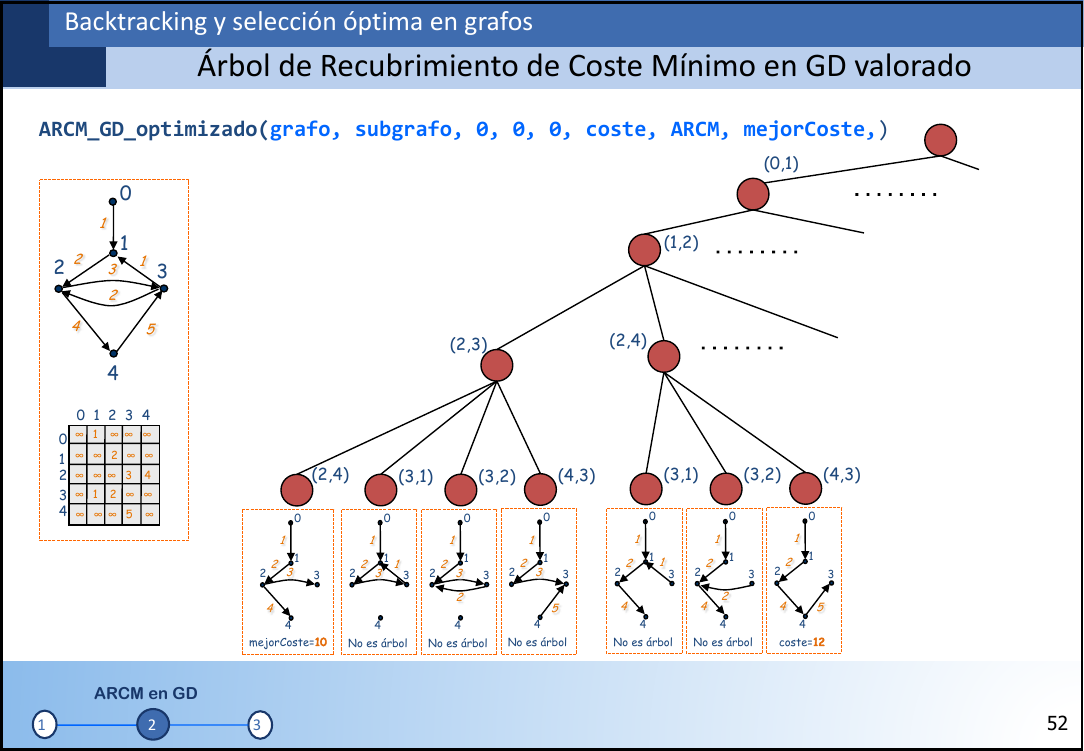 Backtracking y selección óptima en grafos
Árbol de Recubrimiento de Coste Mínimo en GD valorado
ARCM_GD_optimizado(grafo, subgrafo, 0, 0, 0, coste, ARCM, mejorCoste,)
(0,1)
. . . . . . . .
(1,2)
. . . . . . . .
(2,3)
(2,4)
. . . . . . . .
(2,4) (3,1) (3,2) (4,3) (3,1) (3,2) (4,3)
0
1
1
2 3 1
2 3
2
4 5
4
0 1 2 3 4
0 ∞ 1 ∞ ∞ ∞
1 ∞ ∞ 2 ∞ ∞
2 ∞ ∞ ∞ 3 4
3 ∞ 1 2 ∞ ∞
4 ∞ ∞ ∞ 5 ∞
0
1
1
2
2 3 3
4
4
mejorCoste=10
0
1
1
2 1
2 3 3
4
No es árbol
0
1
1
2
2 3 3
2
4
No es árbol
0
1
1
2
2 3 3
5
4
No es árbol
0
1
1
2 1
2 3
4
4
No es árbol
0
1
1
2
2 3
2
4
4
No es árbol
0
1
1
2
2 3
4 5
4
coste=12
ARCM en GD
1 2 3
52